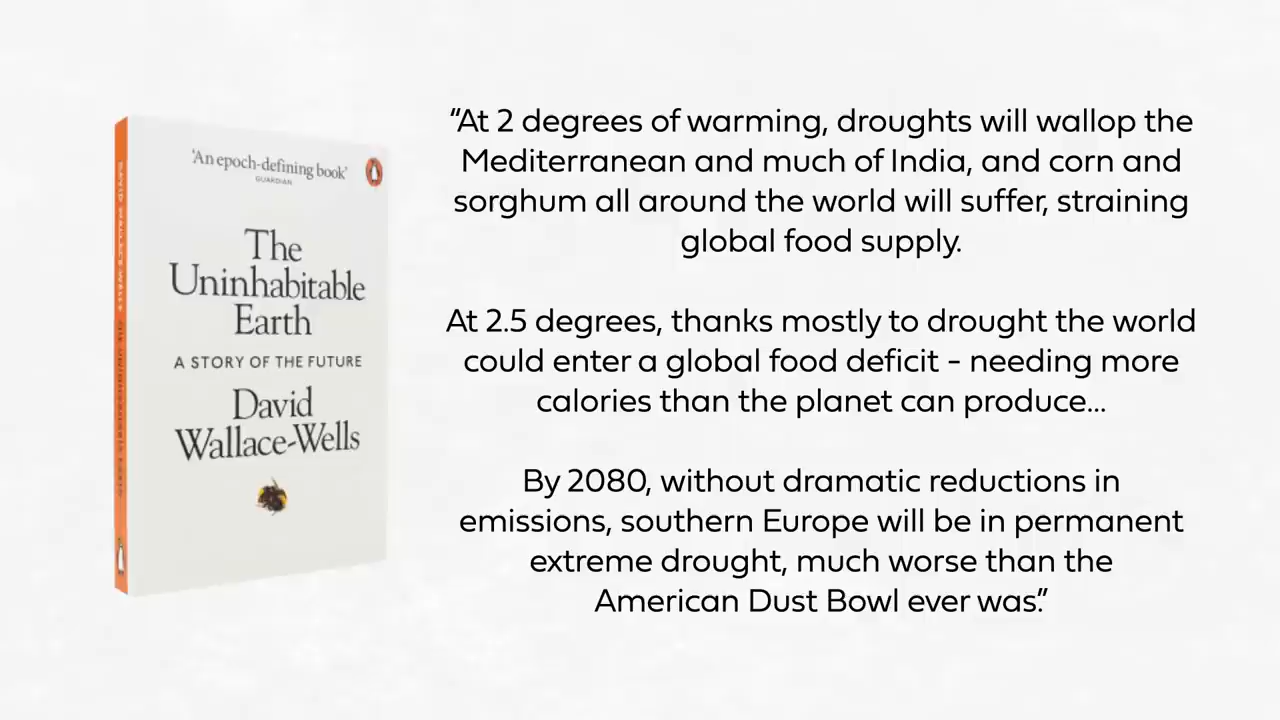 'An epoch-defining book'
GUARDIAN
The
Uninhabitable
Earth
A STORY OF THE FUTURE
David
Wallace-Wells
“At 2 degrees of warming, droughts will wallop the
Mediterranean and much of India, and corn and
sorghum all around the world will suffer, straining
global food supply.
At 2.5 degrees, thanks mostly to drought the world
could enter a global food deficit - needing more
calories than the planet can produce...
By 2080, without dramatic reductions in
emissions, southern Europe will be in permanent
extreme drought, much worse than the
American Dust Bowl ever was.”